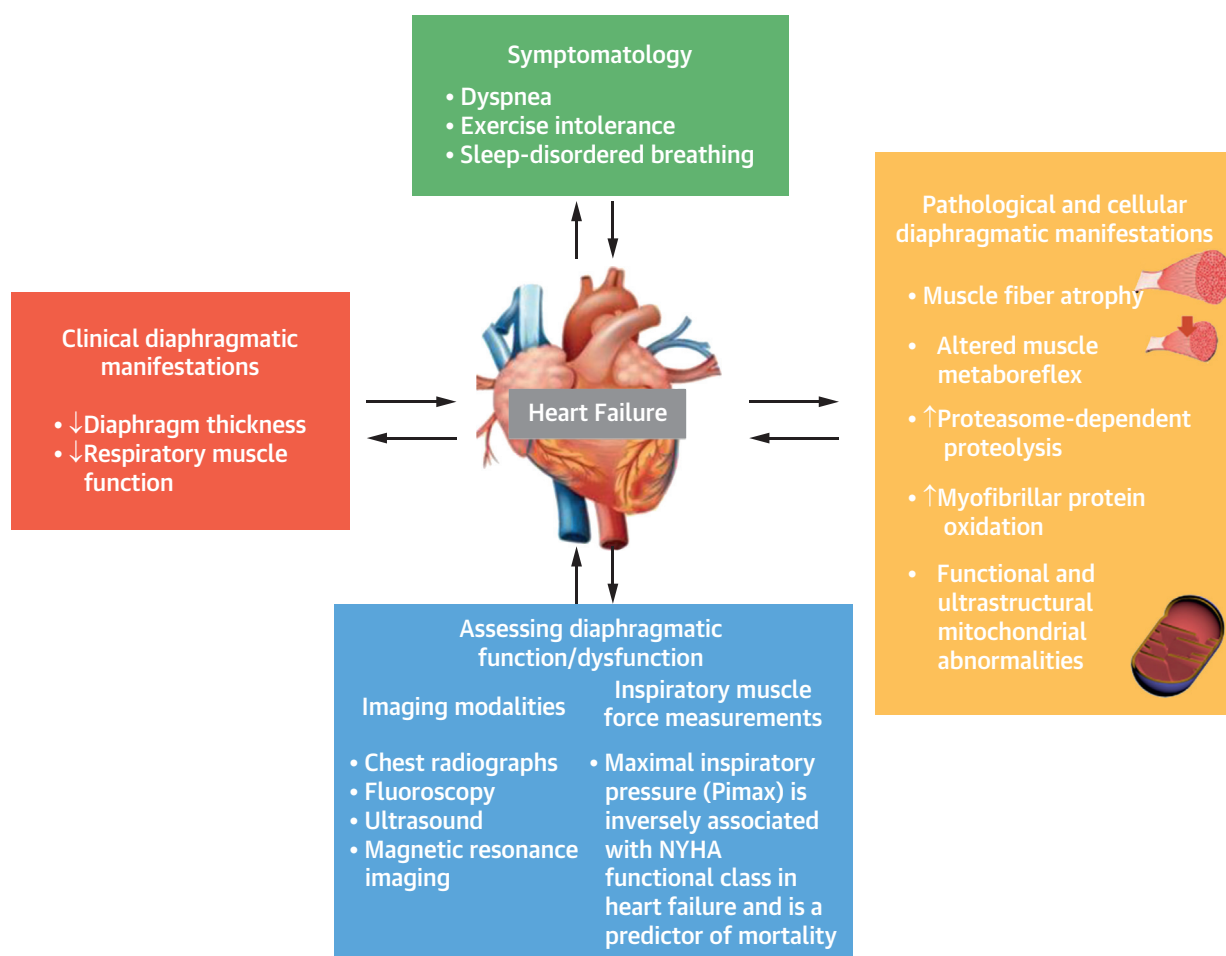 Symptomatology
• Dyspnea
• Exercise intolerance
• Sleep-disordered breathing
Clinical diaphragmatic
manifestations
• ↓Diaphragm thickness
• ↓Respiratory muscle
function
Heart Failure
Pathological and cellular
diaphragmatic manifestations
• Muscle fiber atrophy
• Altered muscle
metaboreflex
• ↑Proteasome-dependent
proteolysis
• ↑Myofibrillar protein
oxidation
• Functional and
ultrastructural
mitochondrial
abnormalities
Assessing diaphragmatic
function/dysfunction
Imaging modalities
• Chest radiographs
• Fluoroscopy
• Ultrasound
• Magnetic resonance
imaging
Inspiratory muscle
force measurements
• Maximal inspiratory
pressure (Pimax) is
inversely associated
with NYHA
functional class in
heart failure and is a
predictor of mortality